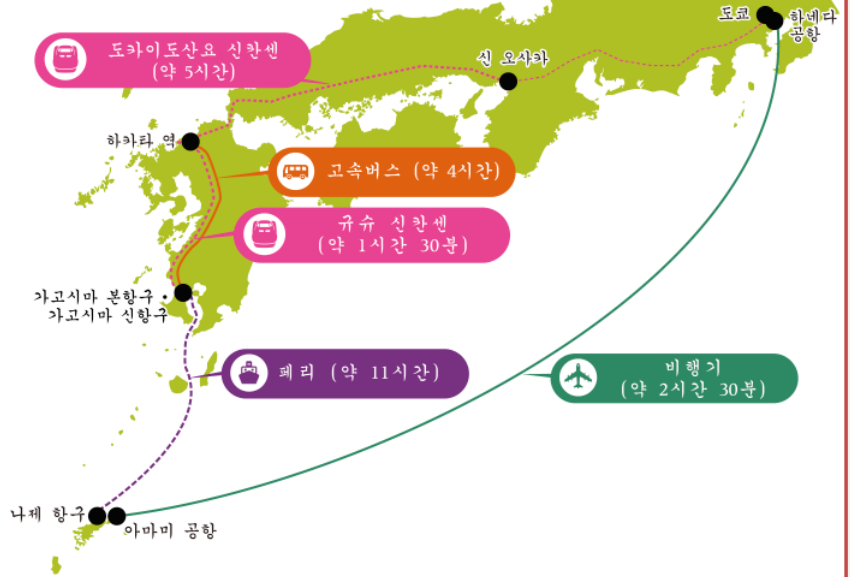 도쿄
하네다
공항
도카이도산요 신칸센
(약 5시간)
신 오사카
하카타 역
고속버스 (약 4시간)
규슈 신칸센
(약 1시간 30분)
가고시마 본항구 •
가고시마 신항구
페리 (약 11시간)
비행기
(약 2시간 30분)
나제 항구
아마미 공항